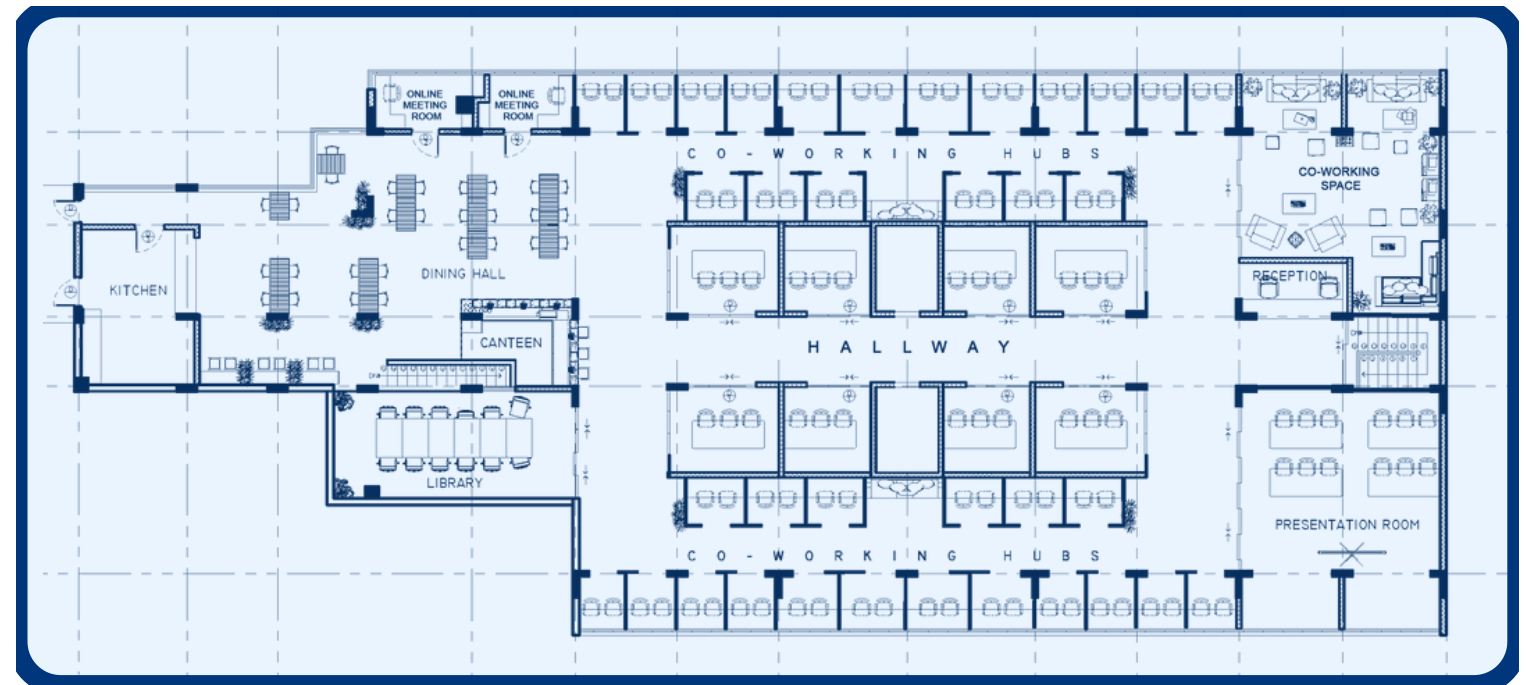 ONLINE
MEETING
ROOM
ONLINE
MEETING
ROOM
CO-WORKING HUBS
CO-WORKING
SPACE
DINING HALL
RECEPTION
KITCHEN
CANTEEN
HALLWAY
LIBRARY
PRESENTATION ROOM
CO-WORKING HUBS